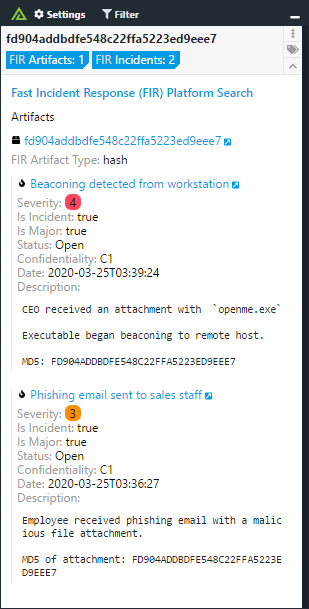 Settings Filter
fd904addbdfe548c22ffa5223ed9eee7
FIR Artifacts: 1 FIR Incidents: 2
Fast Incident Response (FIR) Platform Search
Artifacts
fd904addbdfe548c22ffa5223ed9eee7
FIR Artifact Type: hash
Beaconing detected from workstation
Severity: 4
Is Incident: true
Is Major: true
Status: Open
Confidentiality: C1
Date: 2020-03-25T03:39:24
Description:
CEO received an attachment with `openme.exe`
Executable began beaconing to remote host.
MD5: FD904ADDBDFE548C22FFA5223ED9EEE7
Phishing email sent to sales staff
Severity: 3
Is Incident: true
Is Major: true
Status: Open
Confidentiality: C1
Date: 2020-03-25T03:36:27
Description:
Employee received phishing email with a malic
ious file attachment.
MD5 of attachment: FD904ADDBDFE548C22FFA5223E
D9EEE7